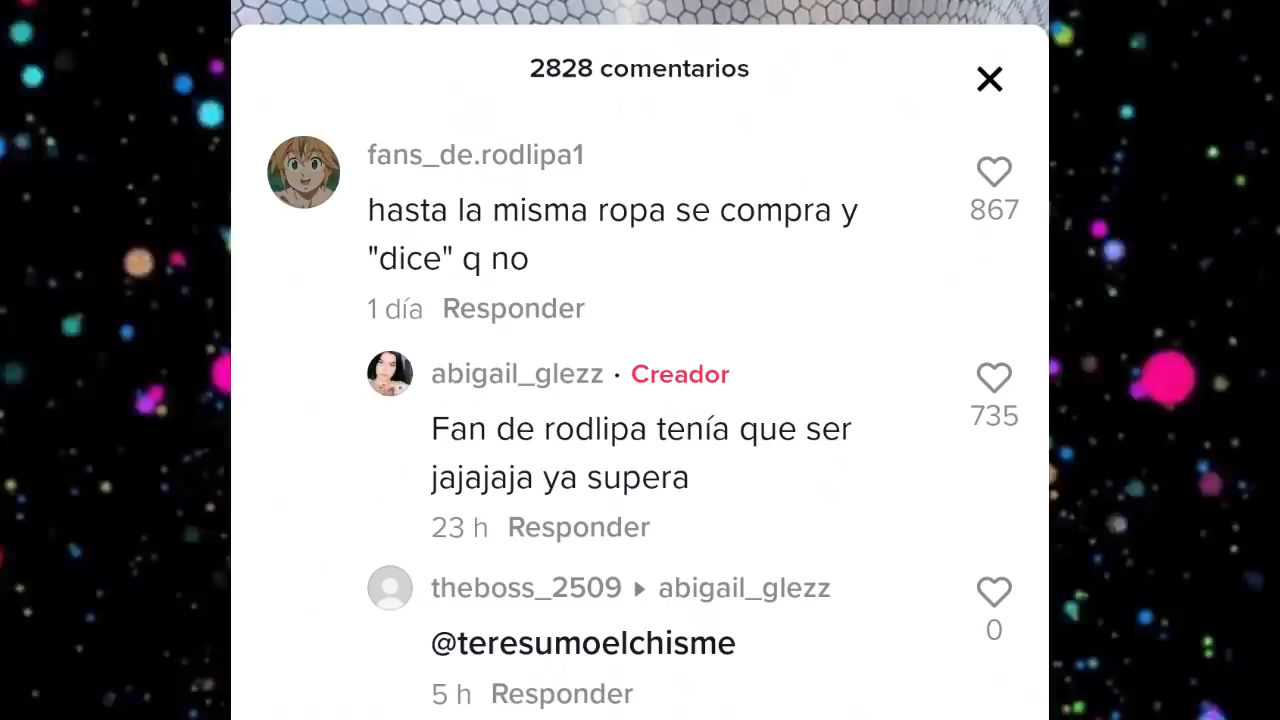 2828 comentarios
fans_de.rodlipa1
hasta la misma ropa se compra y
"dice" q no
867
1 día Responder
abigail_glezz · Creador
Fan de rodlipa tenía que ser
jajajaja ya supera
735
23 h Responder
theboss_2509 ▸ abigail_glezz
@teresumoelchisme
0
5 h Responder